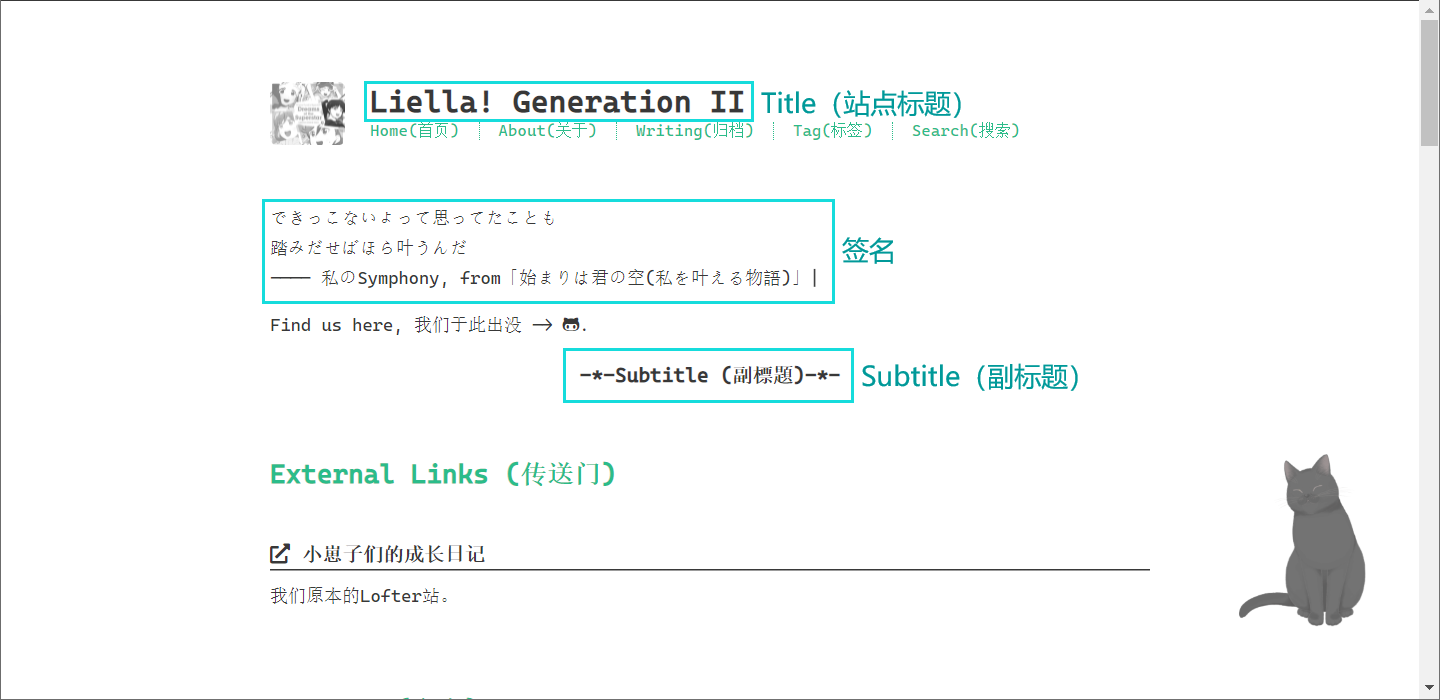 Liella! Generation II
Title（站点标题）
Home(首页)
About(关于)
Writing(归档)
Tag(标签)
Search(搜索)
できっこないよって思ってたことも
踏みだせばほら叶うんだ
———— 私のSymphony, from「始まりは君の空(私を叶える物語)」|
签名
Find us here, 我们于此出没 —> .
-*-Subtitle (副標題)-*-
Subtitle（副标题）
External Links (传送门)
小崽子们的成长日记
我们原本的Lofter站。